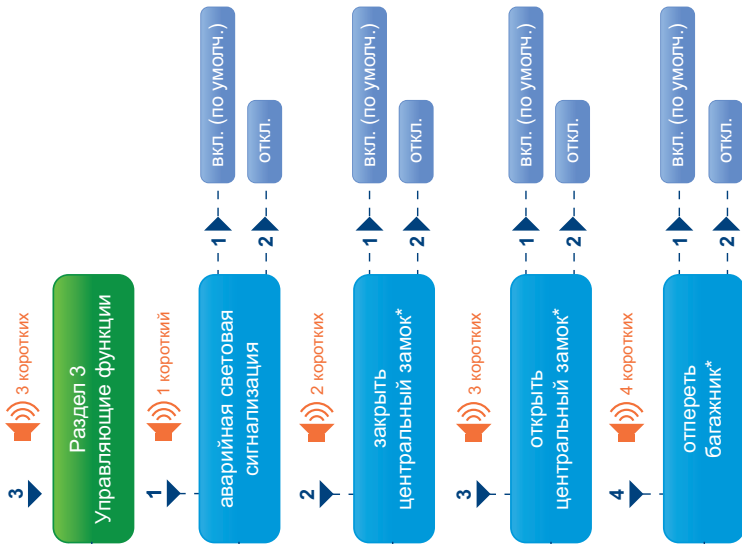 3
3 коротких
Раздел 3
Управляющие функции
1
1 короткий
аварийная световая
сигнализация
1
вкл. (по умолч.)
2
откл.
2
2 коротких
закрыть
центральный замок*
1
вкл. (по умолч.)
2
откл.
3
3 коротких
открыть
центральный замок*
1
вкл. (по умолч.)
2
откл.
4
4 коротких
отпереть
багажник*
1
вкл. (по умолч.)
2
откл.